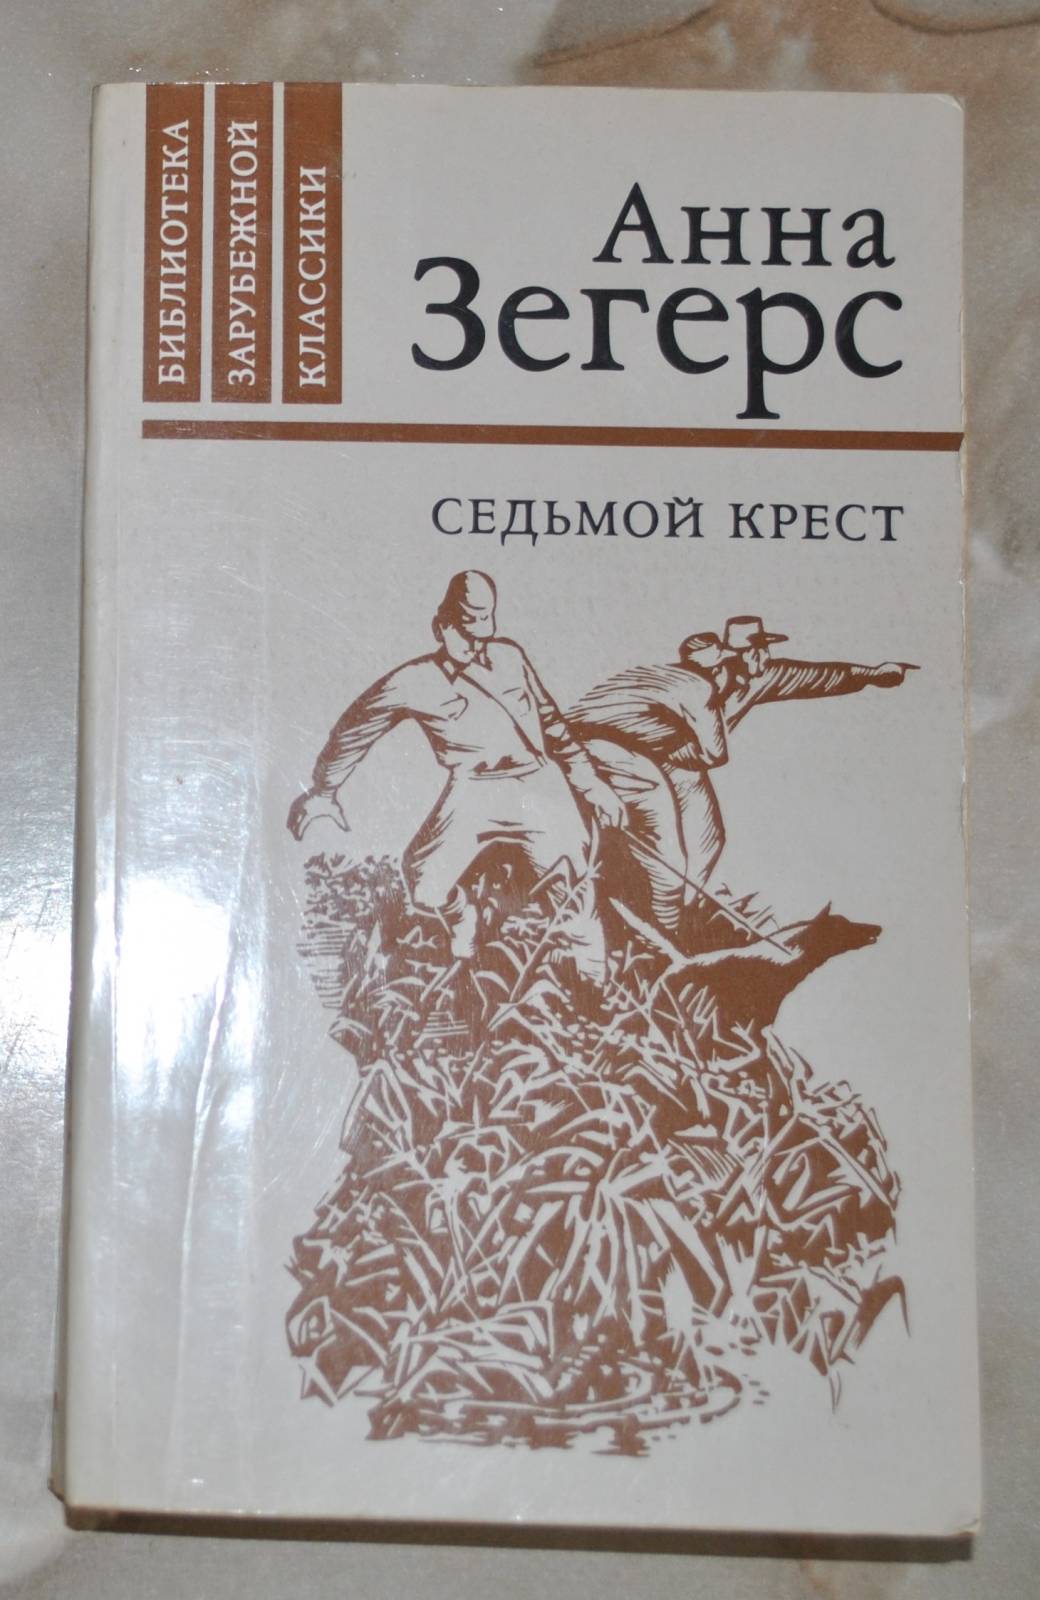 БИБЛИОТЕКА
ЗАРУБЕЖНОЙ
КЛАССИКИ
Анна
Зегерс
СЕДЬМОЙ КРЕСТ